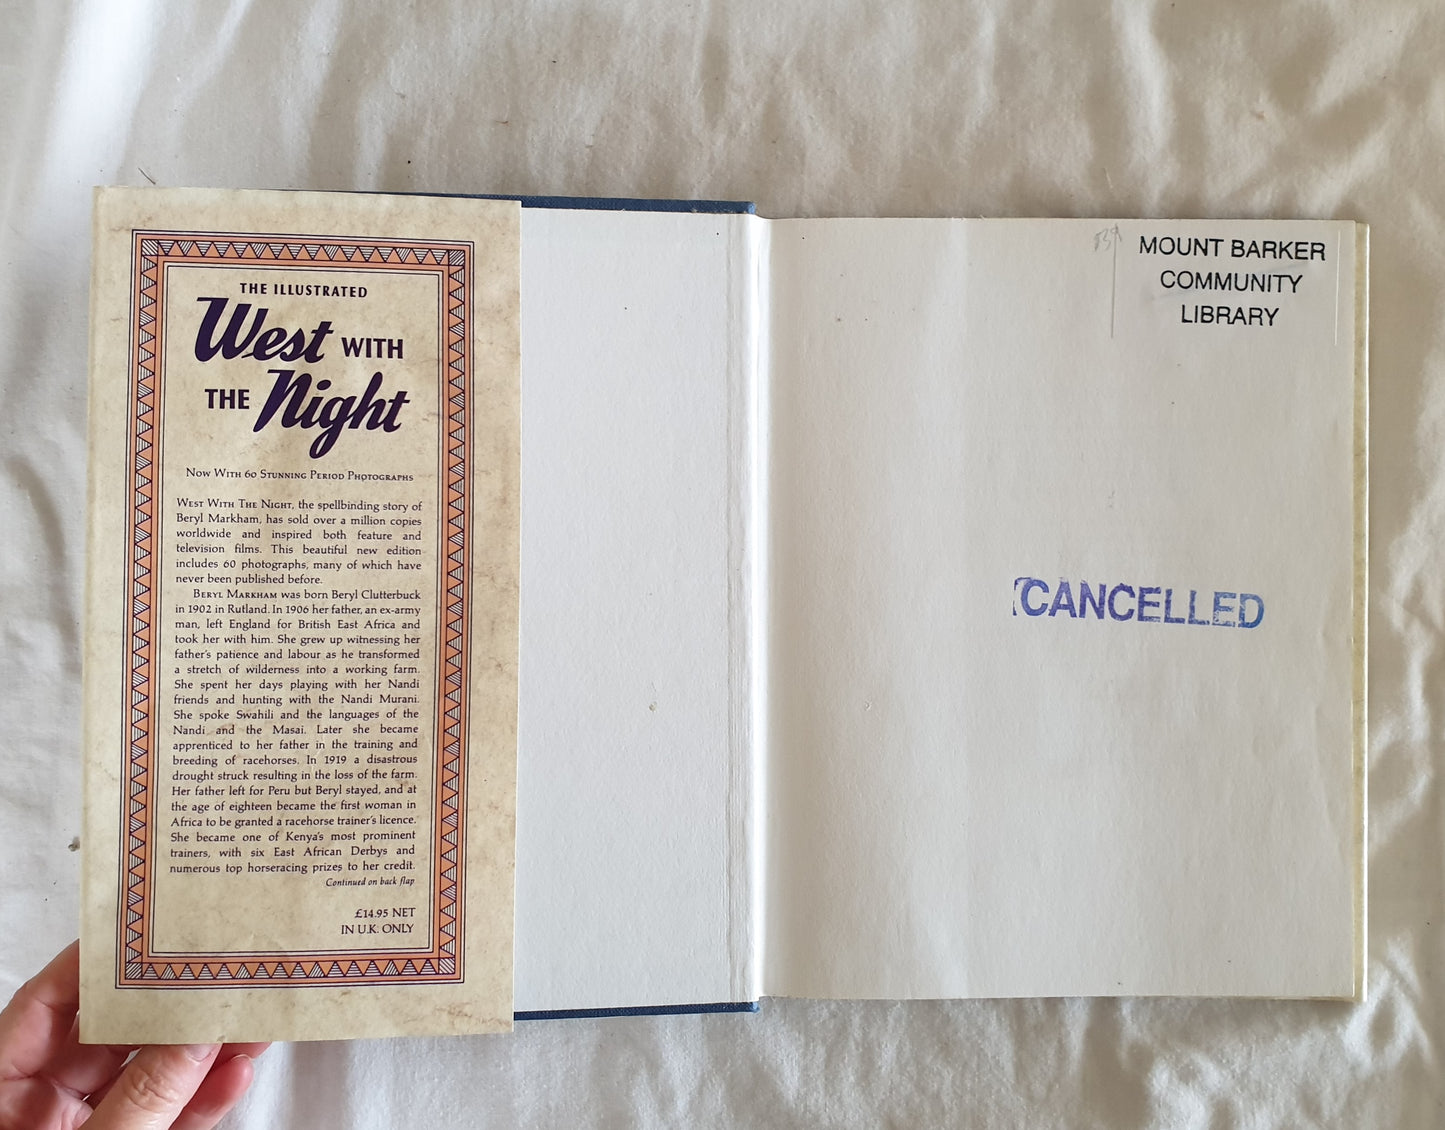 THE ILLUSTRATED
West WITH
THE Night
NOW WITH 60 STUNNING PERIOD PHOTOGRAPHS
WEST WITH THE NIGHT, the spellbinding story of
Beryl Markham, has sold over a million copies
worldwide and inspired both feature and
television films. This beautiful new edition
includes 60 photographs, many of which have
never been published before.
BERYL MARKHAM was born Beryl Clutterbuck
in 1902 in Rutland. In 1906 her father, an ex-army
man, left England for British East Africa and
took her with him. She grew up witnessing her
father's patience and labour as he transformed
a stretch of wilderness into a working farm.
She spent her days playing with her Nandi
friends and hunting with the Nandi Murani.
She spoke Swahili and the languages of the
Nandi and the Masai. Later she became
apprenticed to her father in the training and
breeding of racehorses. In 1919 a disastrous
drought struck resulting in the loss of the farm.
Her father left for Peru but Beryl stayed, and at
the age of eighteen became the first woman in
Africa to be granted a racehorse trainer's licence.
She became one of Kenya's most prominent
trainers, with six East African Derbys and
numerous top horseracing prizes to her credit.
Continued on back flap
£14.95 NET
IN U.K. ONLY
MOUNT BARKER
COMMUNITY
LIBRARY
CANCELLED